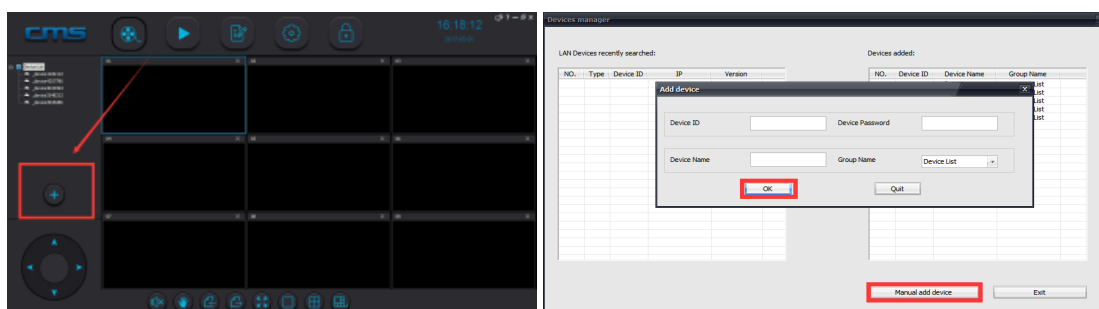 cms
16:18:12
Device List
Devices manager
LAN Devices recently searched:
Devices added:
NO. Type Device ID IP Version
NO. Device ID Device Name Group Name
List
List
List
List
List
Add device
Device ID
Device Password
Device Name
Group Name
Device List
OK
Quit
Manual add device
Exit